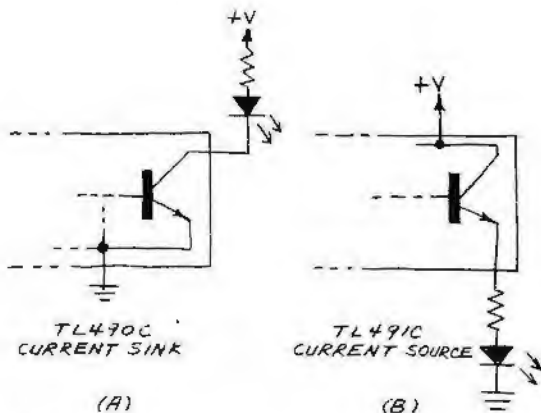 +V
+V
TL490C
CURRENT SINK
TL491C
CURRENT SOURCE
(A)
(B)